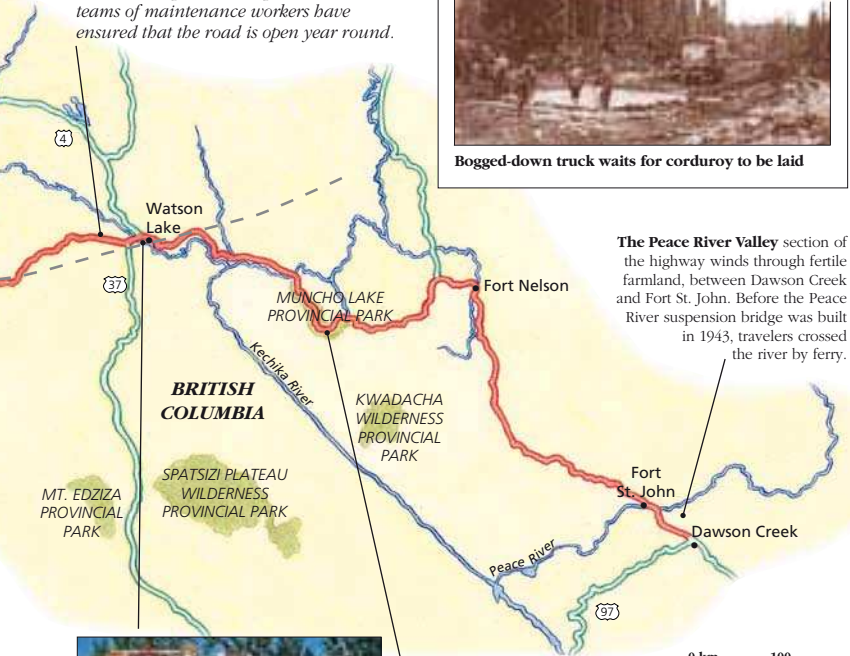 teams of maintenance workers have
ensured that the road is open year round.
Bogged-down truck waits for corduroy to be laid
4
Watson
Lake
37
The Peace River Valley section of
the highway winds through fertile
farmland, between Dawson Creek
and Fort St. John. Before the Peace
River suspension bridge was built
in 1943, travelers crossed
the river by ferry.
Fort Nelson
MUNCHO LAKE
PROVINCIAL PARK
Kechika River
BRITISH
COLUMBIA
KWADACHA
WILDERNESS
PROVINCIAL
PARK
SPATSIZI PLATEAU
WILDERNESS
PROVINCIAL PARK
MT. EDZIZA
PROVINCIAL
PARK
Fort
St. John
Dawson Creek
Peace River
97
0 km 100